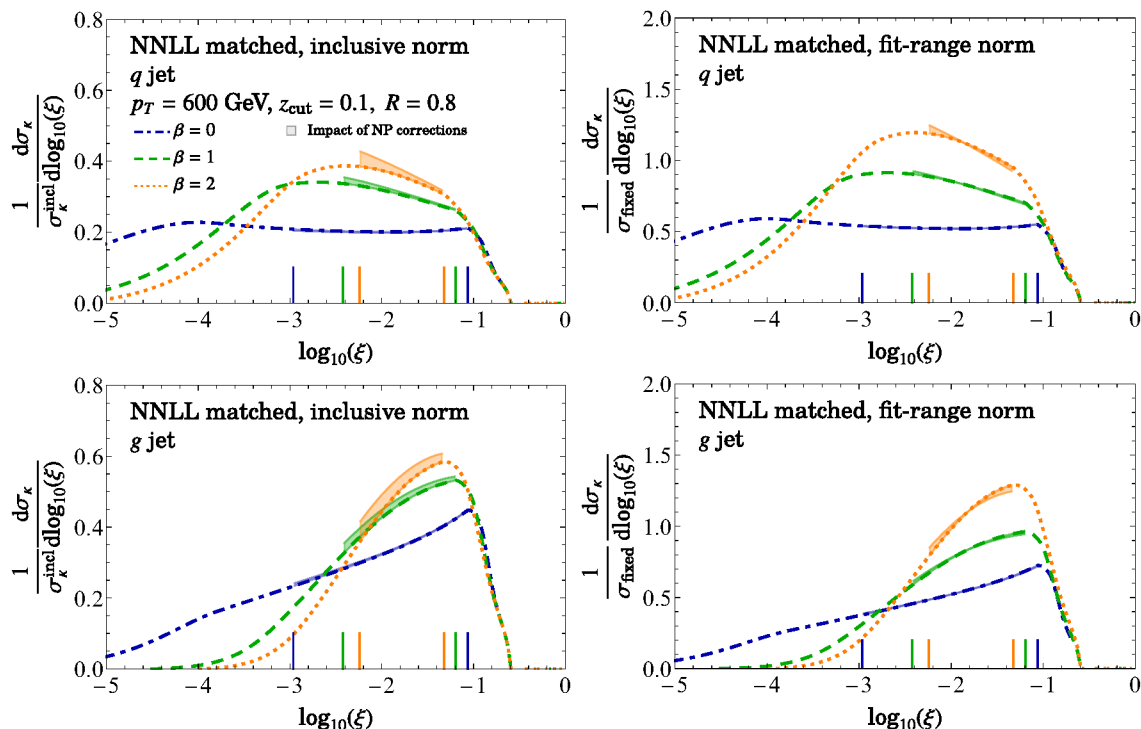 NNLL matched, inclusive norm
q jet
p_T = 600 GeV, z_cut = 0.1, R = 0.8
β = 0
Impact of NP corrections
β = 1
β = 2
1/σ_κ^incl dσ_κ/dlog10(ξ)
0.8
0.6
0.4
0.2
0.0
-5 -4 -3 -2 -1 0
log10(ξ)
NNLL matched, fit-range norm
q jet
1/σ_fixed dσ_κ/dlog10(ξ)
2.0
1.5
1.0
0.5
0.0
-5 -4 -3 -2 -1 0
log10(ξ)
NNLL matched, inclusive norm
g jet
1/σ_κ^incl dσ_κ/dlog10(ξ)
0.8
0.6
0.4
0.2
0.0
-5 -4 -3 -2 -1 0
log10(ξ)
NNLL matched, fit-range norm
g jet
1/σ_fixed dσ_κ/dlog10(ξ)
2.0
1.5
1.0
0.5
0.0
-5 -4 -3 -2 -1 0
log10(ξ)